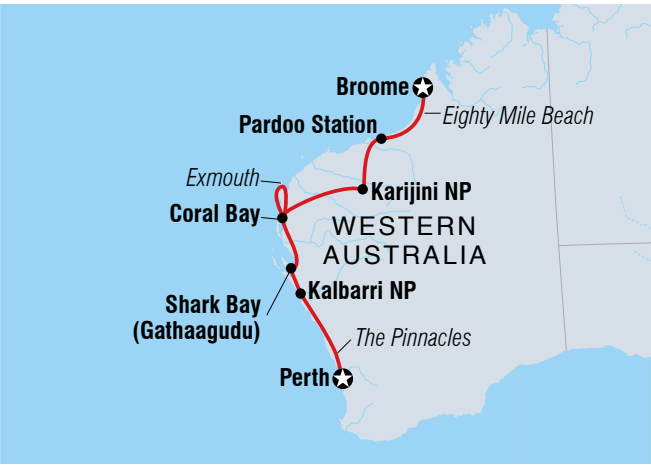 Broome
Eighty Mile Beach
Pardoo Station
Exmouth
Karijini NP
Coral Bay
WESTERN
AUSTRALIA
Shark Bay
(Gathaagudu)
Kalbarri NP
The Pinnacles
Perth